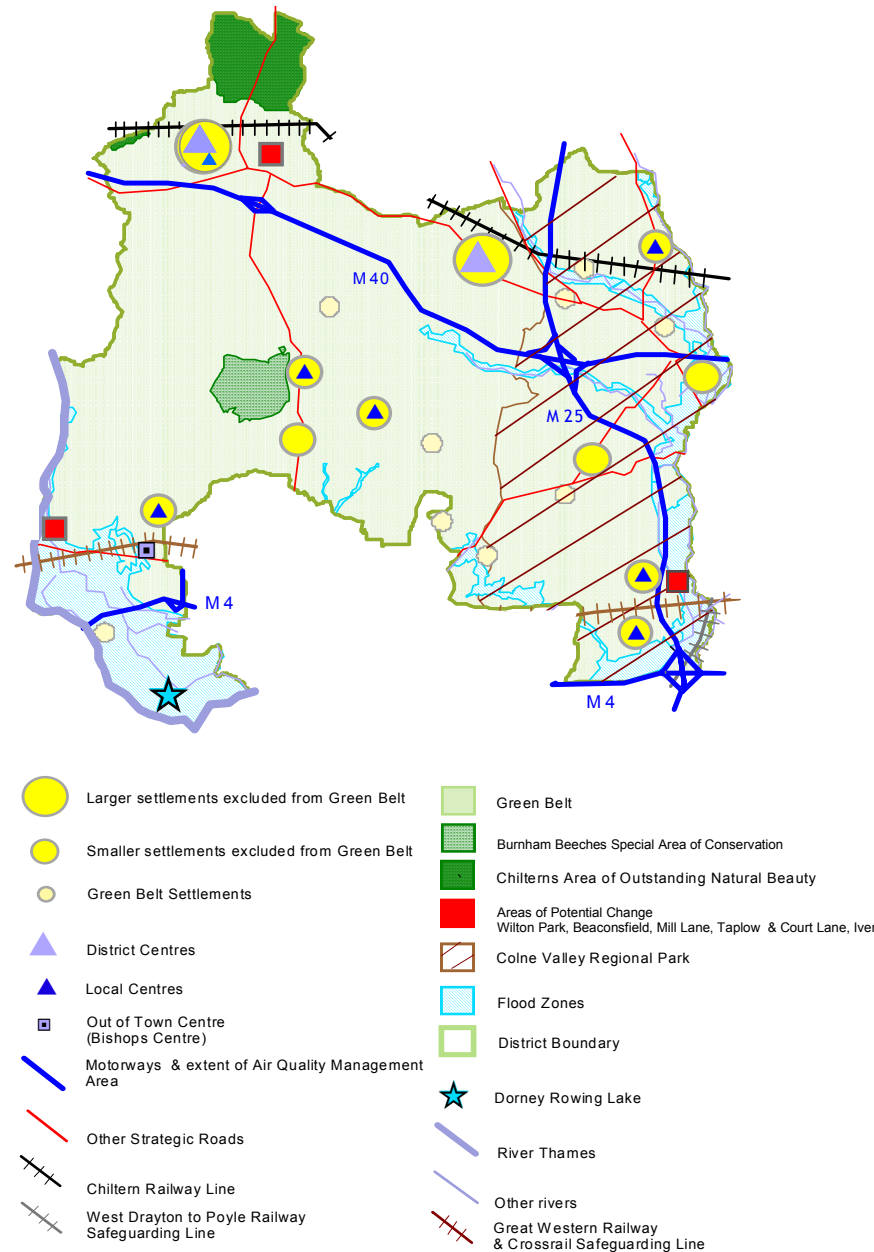 M 40
M 25
M 4
M 4
Larger settlements excluded from Green Belt
Smaller settlements excluded from Green Belt
Green Belt Settlements
District Centres
Local Centres
Out of Town Centre
(Bishops Centre)
Motorways & extent of Air Quality Management
Area
Other Strategic Roads
Chiltern Railway Line
West Drayton to Poyle Railway
Safeguarding Line
Green Belt
Burnham Beeches Special Area of Conservation
Chilterns Area of Outstanding Natural Beauty
Areas of Potential Change
Wilton Park, Beaconsfield, Mill Lane, Taplow & Court Lane, Iver
Colne Valley Regional Park
Flood Zones
District Boundary
Dorney Rowing Lake
River Thames
Other rivers
Great Western Railway
& Crossrail Safeguarding Line